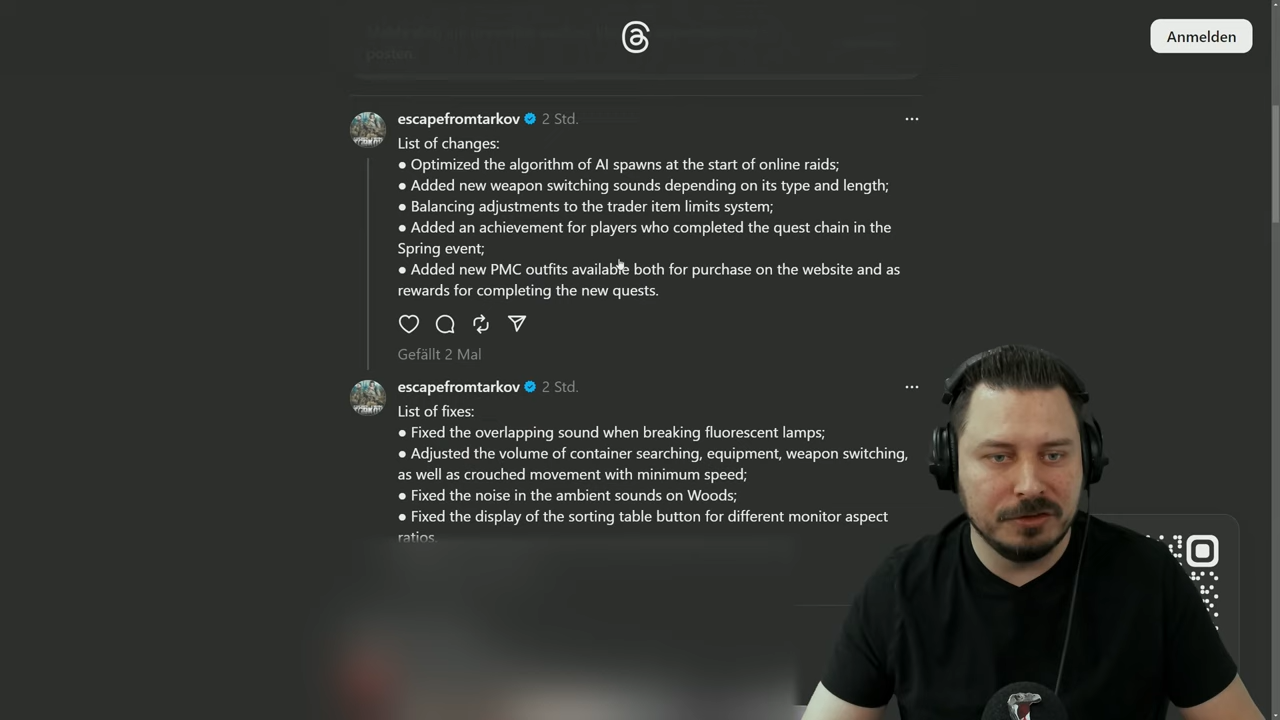 Anmelden
posten.
escapefromtarkov 2 Std.
List of changes:
● Optimized the algorithm of AI spawns at the start of online raids;
● Added new weapon switching sounds depending on its type and length;
● Balancing adjustments to the trader item limits system;
● Added an achievement for players who completed the quest chain in the
Spring event;
● Added new PMC outfits available both for purchase on the website and as
rewards for completing the new quests.
Gefällt 2 Mal
escapefromtarkov 2 Std.
List of fixes:
● Fixed the overlapping sound when breaking fluorescent lamps;
● Adjusted the volume of container searching, equipment, weapon switching,
as well as crouched movement with minimum speed;
● Fixed the noise in the ambient sounds on Woods;
● Fixed the display of the sorting table button for different monitor aspect
ratios.